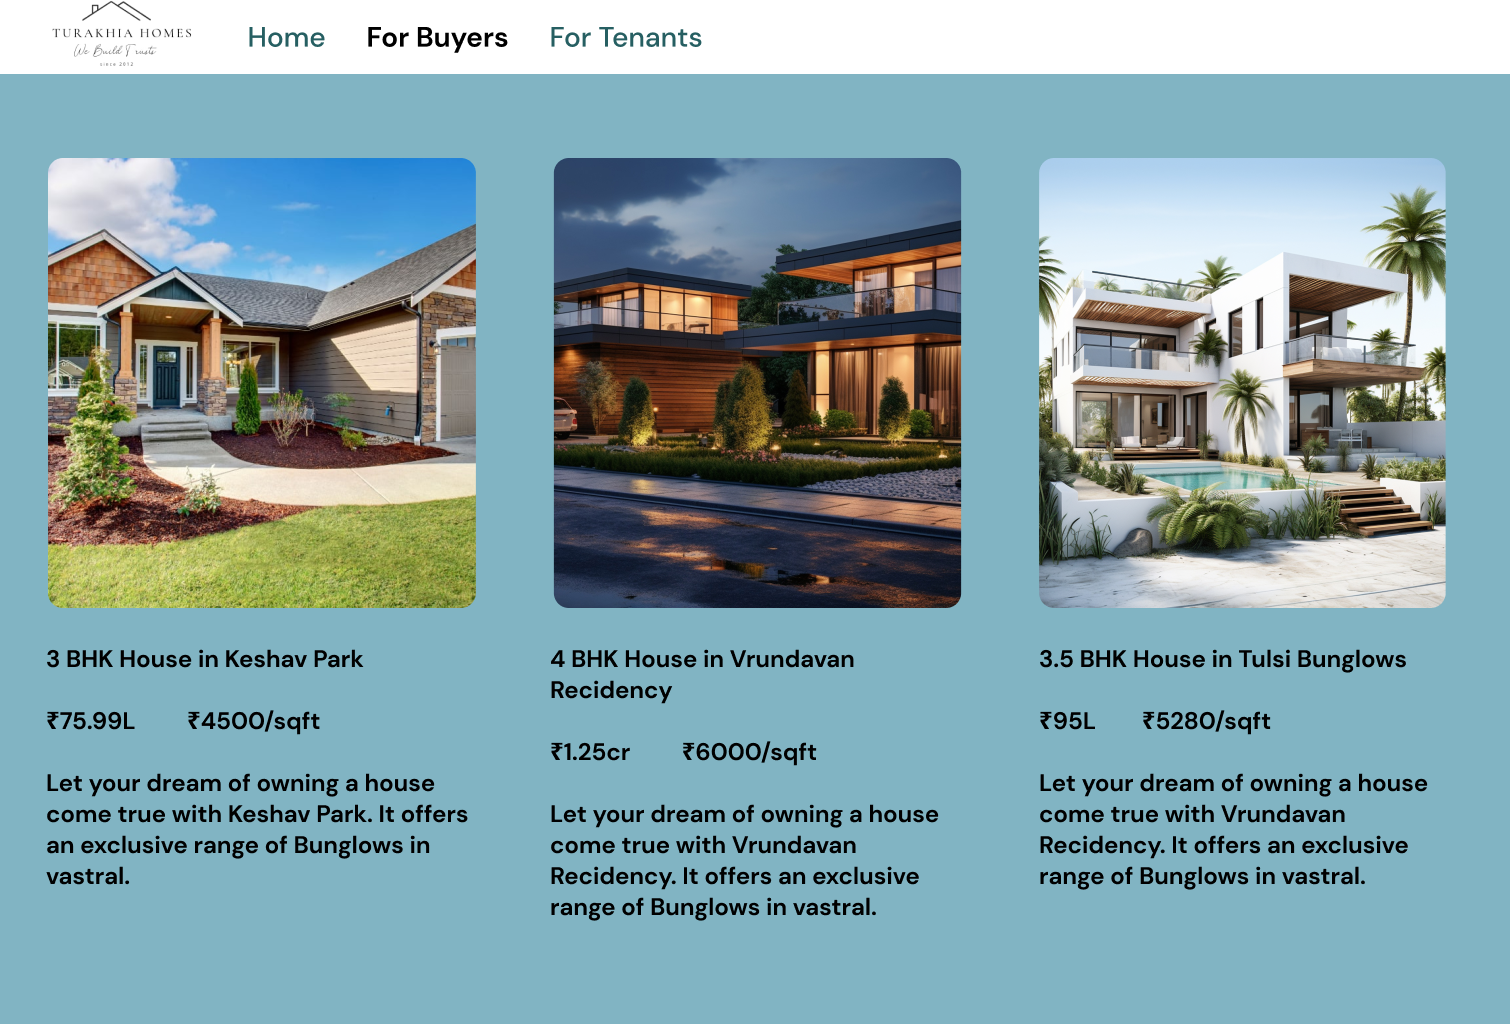 TURAKHIA HOMES
We Build Trusts
since 2012
Home For Buyers For Tenants
3 BHK House in Keshav Park
₹75.99L ₹4500/sqft
Let your dream of owning a house
come true with Keshav Park. It offers
an exclusive range of Bunglows in
vastral.
4 BHK House in Vrundavan
Recidency
₹1.25cr ₹6000/sqft
Let your dream of owning a house
come true with Vrundavan
Recidency. It offers an exclusive
range of Bunglows in vastral.
3.5 BHK House in Tulsi Bunglows
₹95L ₹5280/sqft
Let your dream of owning a house
come true with Vrundavan
Recidency. It offers an exclusive
range of Bunglows in vastral.